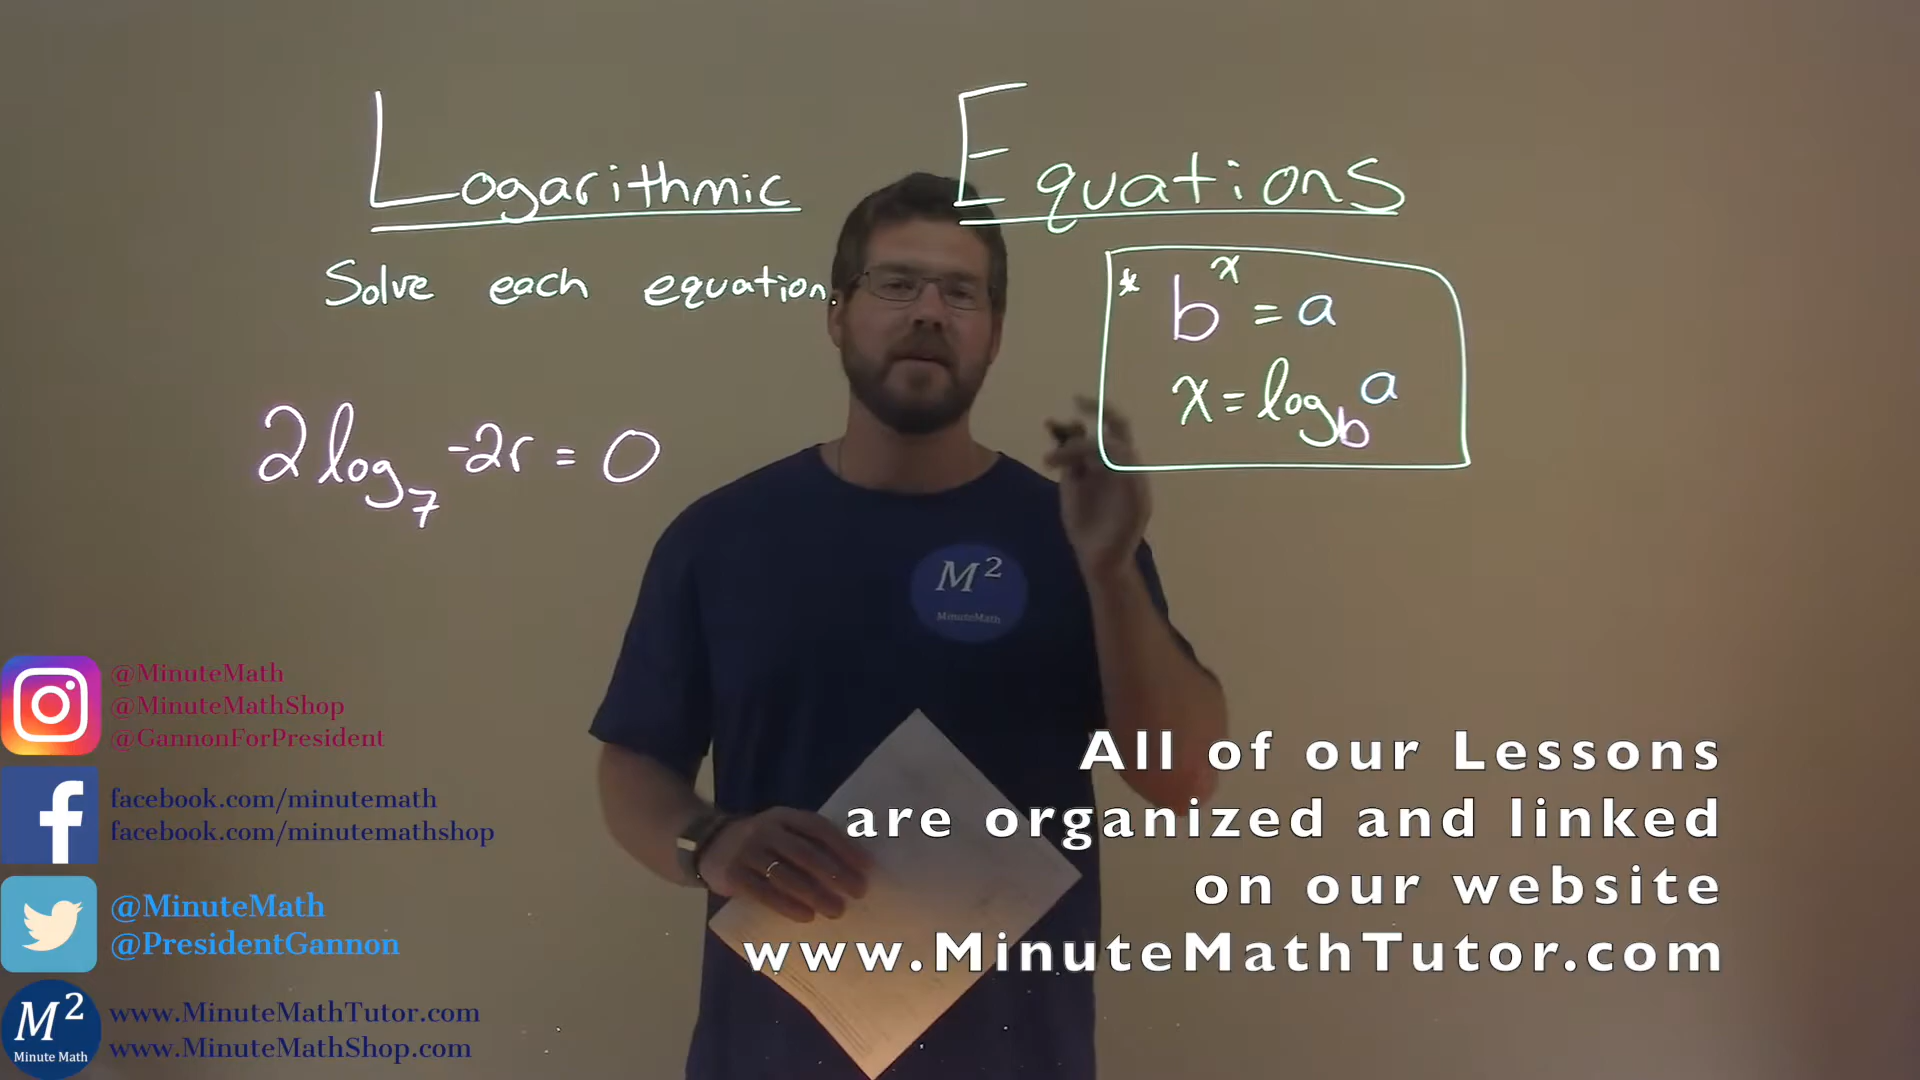 Logarithmic Equations
Solve each equation.
* b^x = a
x = log_b a
2 log_7 -2r = 0
M²
MinuteMath
@MinuteMath
@MinuteMathShop
@GannonForPresident
facebook.com/minutemath
facebook.com/minutemathshop
@MinuteMath
@PresidentGannon
M²
Minute Math
www.MinuteMathTutor.com
www.MinuteMathShop.com
All of our Lessons
are organized and linked
on our website
www.MinuteMathTutor.com